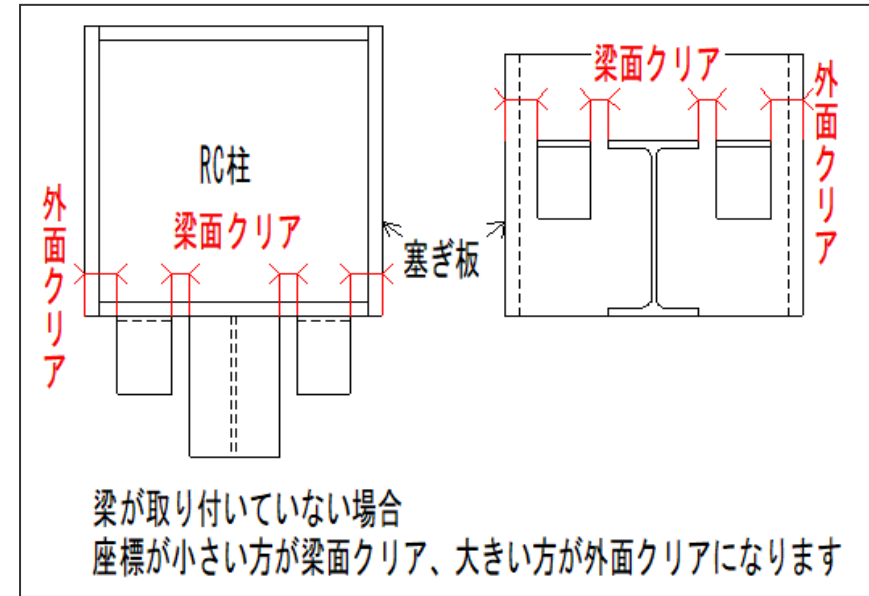 梁面クリア
外面クリア
RC柱
外面クリア
梁面クリア
塞ぎ板
梁が取り付いていない場合
座標が小さい方が梁面クリア、大きい方が外面クリアになります